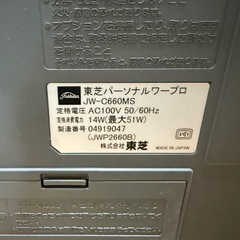 Toshiba
東芝パーソナルワープロ
JW-C660MS
定格電圧 AC100V 50/60Hz
定格消費電力 14W(最大51W)
製造番号 04919047
(JWP2660B)
株式会社 東芝 MADE IN JAPAN